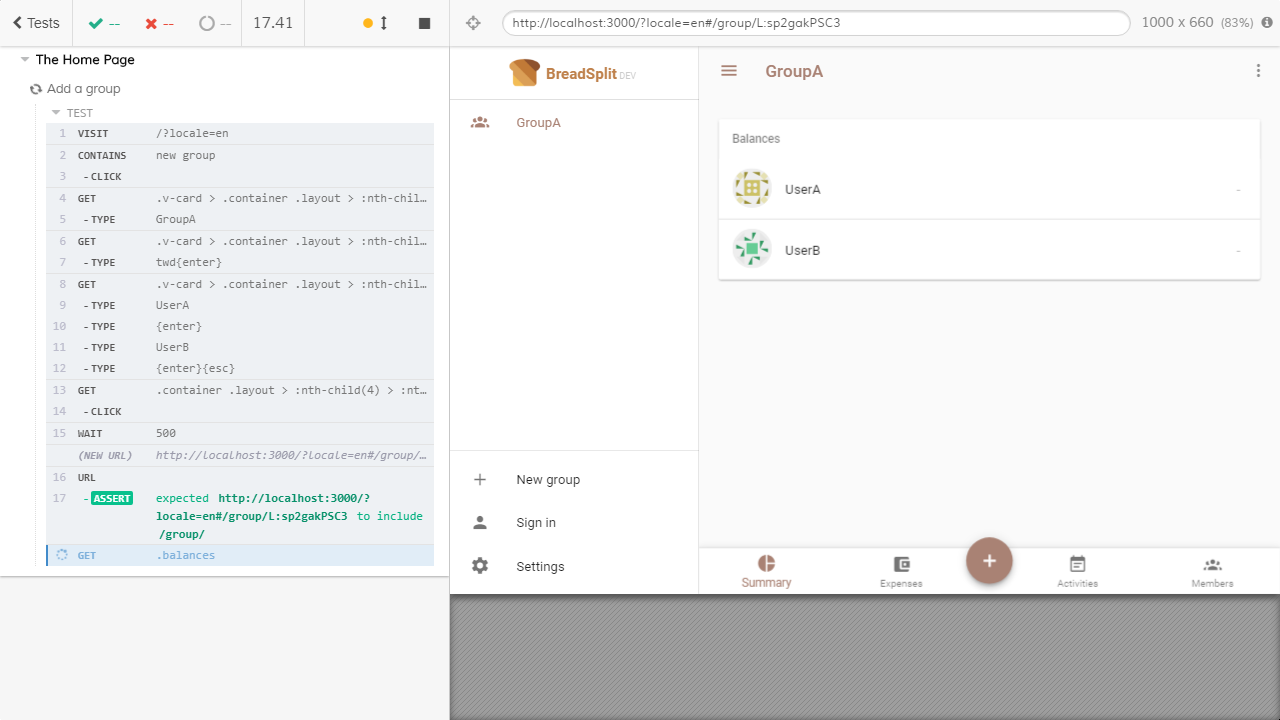 Tests
--
--
--
17.41
http://localhost:3000/?locale=en#/group/L:sp2gakPSC3
1000 x 660 (83%)
The Home Page
Add a group
TEST
1 VISIT /?locale=en
2 CONTAINS new group
3 - CLICK
4 GET .v-card > .container .layout > :nth-chil...
5 - TYPE GroupA
6 GET .v-card > .container .layout > :nth-chil...
7 - TYPE twd{enter}
8 GET .v-card > .container .layout > :nth-chil...
9 - TYPE UserA
10 - TYPE {enter}
11 - TYPE UserB
12 - TYPE {enter}{esc}
13 GET .container .layout > :nth-child(4) > :nt...
14 - CLICK
15 WAIT 500
(NEW URL) http://localhost:3000/?locale=en#/group/...
16 URL
17 - ASSERT expected http://localhost:3000/?
locale=en#/group/L:sp2gakPSC3 to include
/group/
GET .balances
BreadSplit DEV
GroupA
New group
Sign in
Settings
GroupA
Balances
UserA -
UserB -
Summary
Expenses
+
Activities
Members